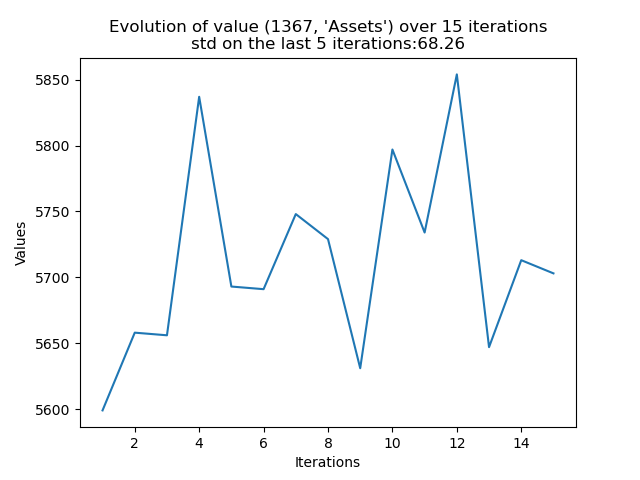 Evolution of value (1367, 'Assets') over 15 iterations
std on the last 5 iterations:68.26
5850
5800
5750
5700
5650
5600
Values
2 4 6 8 10 12 14
Iterations